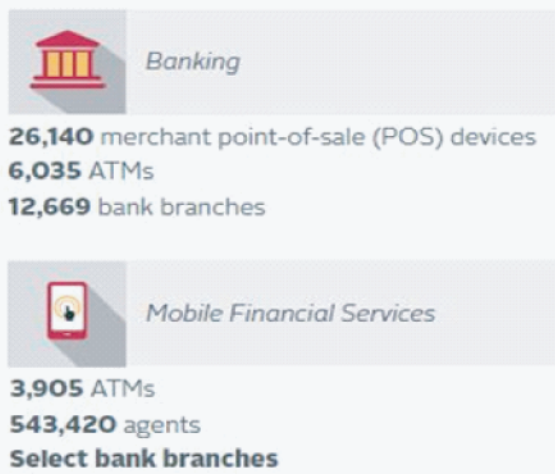 Banking
26,140 merchant point-of-sale (POS) devices
6,035 ATMs
12,669 bank branches
Mobile Financial Services
3,905 ATMs
543,420 agents
Select bank branches